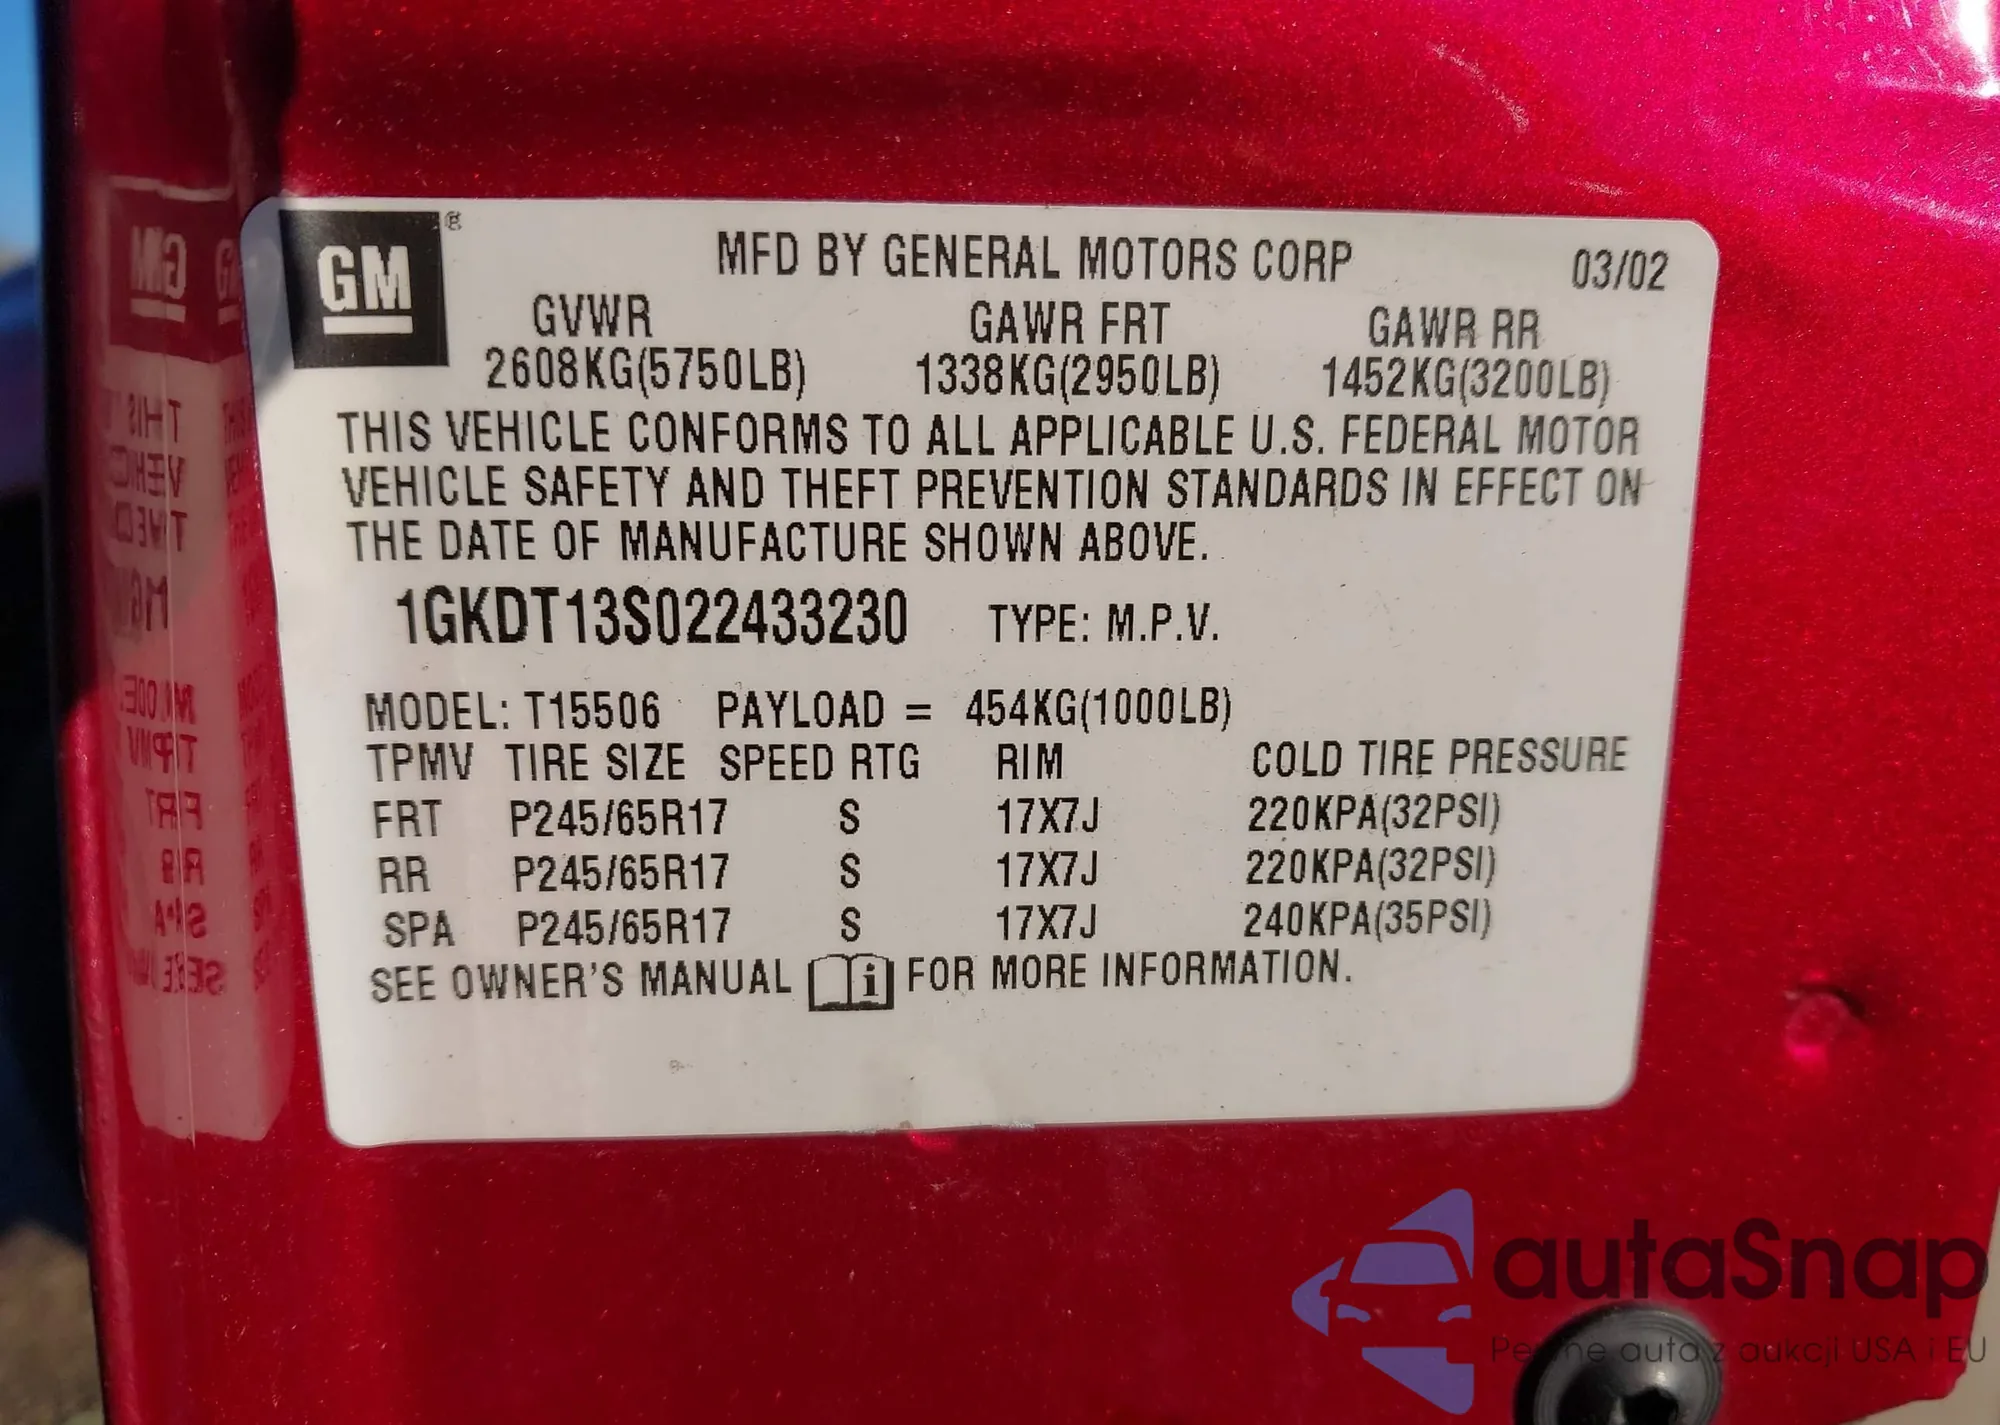 GM ®
MFD BY GENERAL MOTORS CORP 03/02
GVWR GAWR FRT GAWR RR
2608KG(5750LB) 1338KG(2950LB) 1452KG(3200LB)
THIS VEHICLE CONFORMS TO ALL APPLICABLE U.S. FEDERAL MOTOR
VEHICLE SAFETY AND THEFT PREVENTION STANDARDS IN EFFECT ON
THE DATE OF MANUFACTURE SHOWN ABOVE.
1GKDT13S022433230 TYPE: M.P.V.
MODEL: T15506 PAYLOAD = 454KG(1000LB)
TPMV TIRE SIZE SPEED RTG RIM COLD TIRE PRESSURE
FRT P245/65R17 S 17X7J 220KPA(32PSI)
RR P245/65R17 S 17X7J 220KPA(32PSI)
SPA P245/65R17 S 17X7J 240KPA(35PSI)
SEE OWNER'S MANUAL i FOR MORE INFORMATION.
autaSnap
auta z aukcji USA i EU